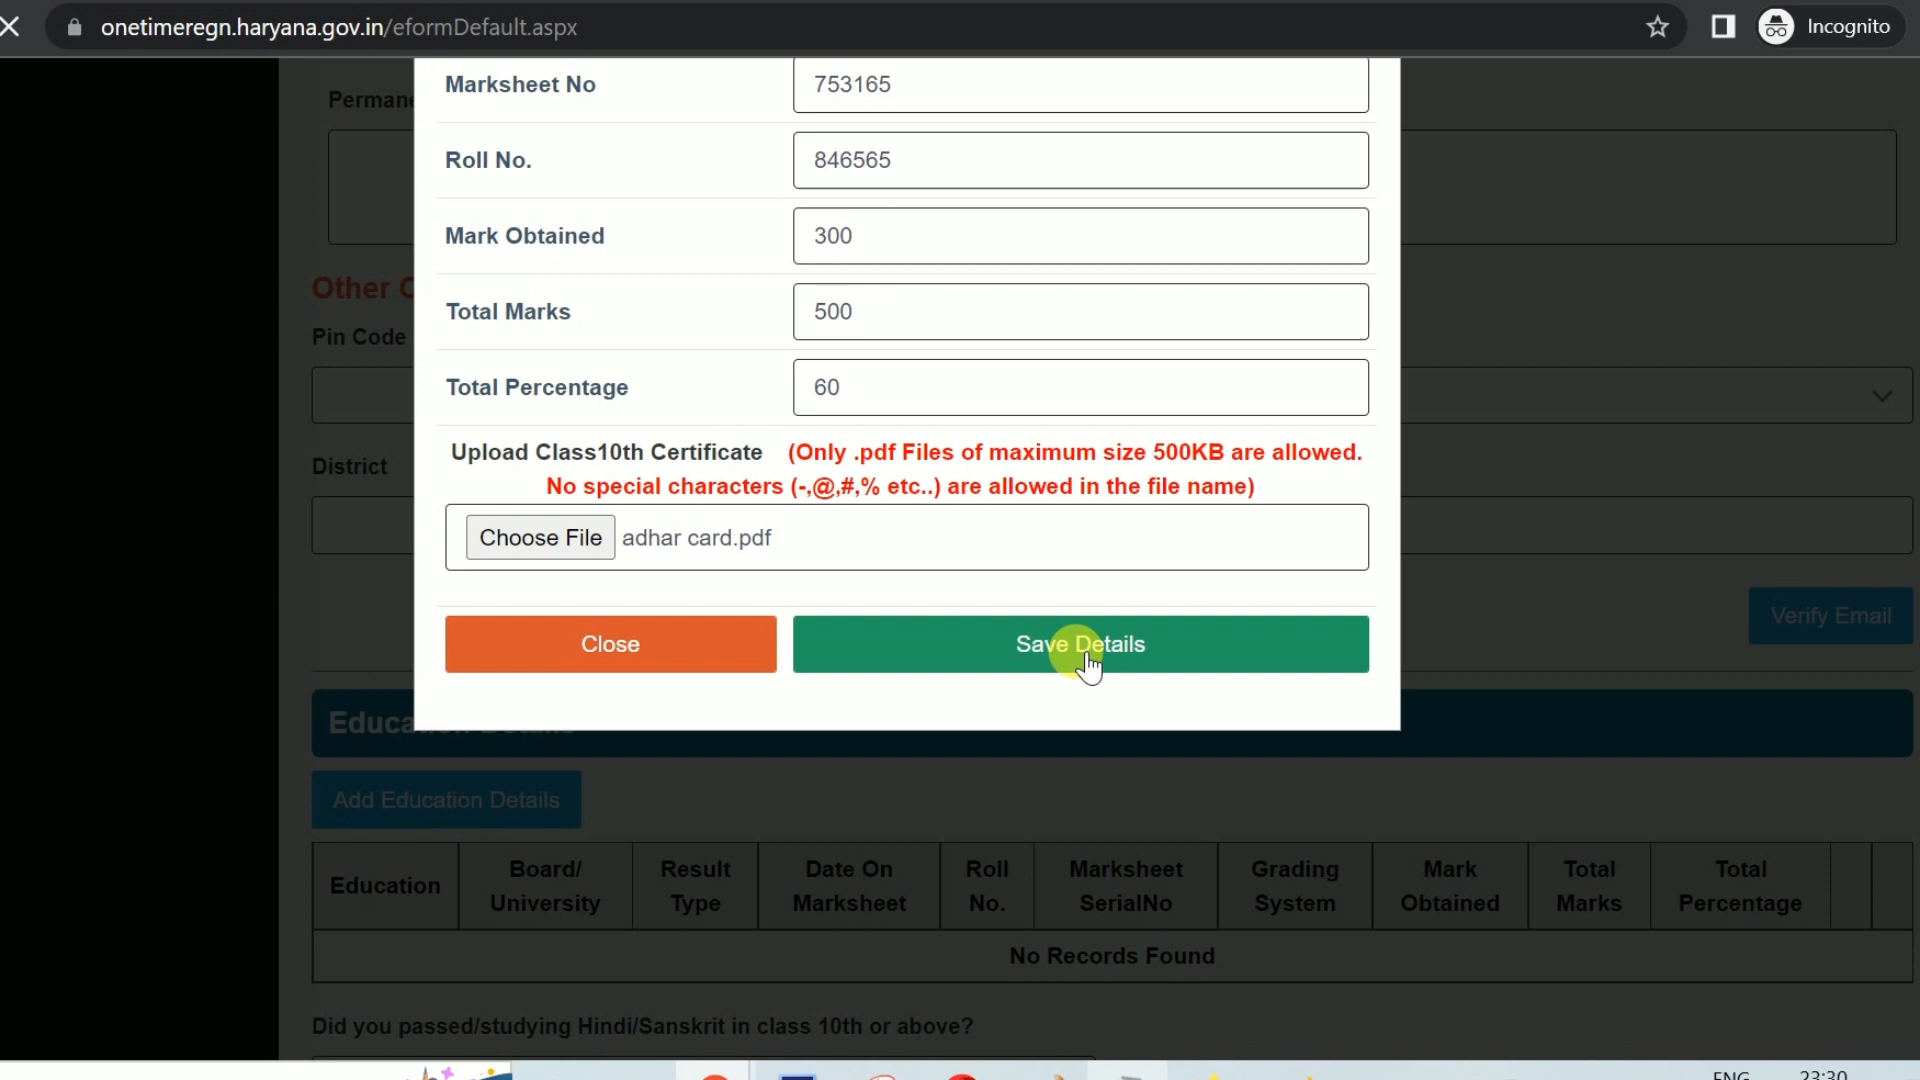 onetimeregn.haryana.gov.in/eformDefault.aspx
Incognito
Marksheet No 753165
Roll No. 846565
Mark Obtained 300
Total Marks 500
Total Percentage 60
Upload Class10th Certificate (Only .pdf Files of maximum size 500KB are allowed.
No special characters (-,@,#,% etc..) are allowed in the file name)
Choose File adhar card.pdf
Close Save Details
Other
Pin Code
District
Verify Email
Add Education Details
Education
Board/
University
Result
Type
Date On
Marksheet
Roll
No.
Marksheet
SerialNo
Grading
System
Mark
Obtained
Total
Marks
Total
Percentage
No Records Found
Did you passed/studying Hindi/Sanskrit in class 10th or above?
ENG 23:30